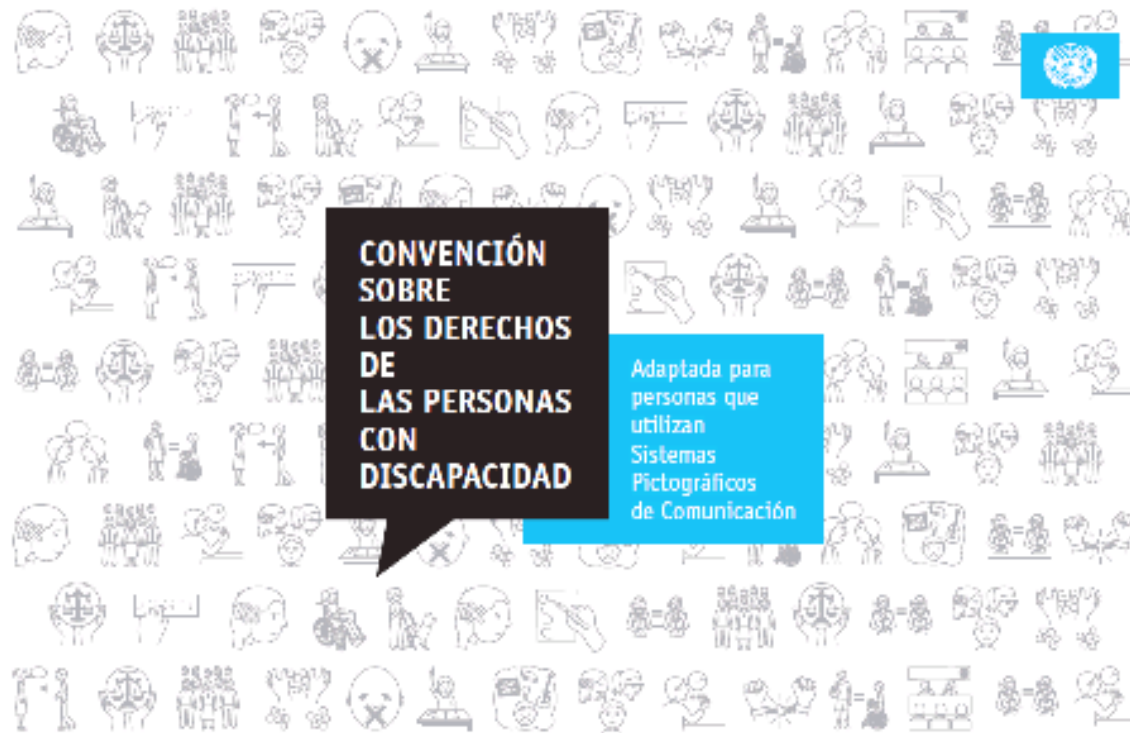 CONVENCIÓN
SOBRE
LOS DERECHOS
DE
LAS PERSONAS
CON
DISCAPACIDAD
Adaptada para
personas que
utilizan
Sistemas
Pictográficos
de Comunicación